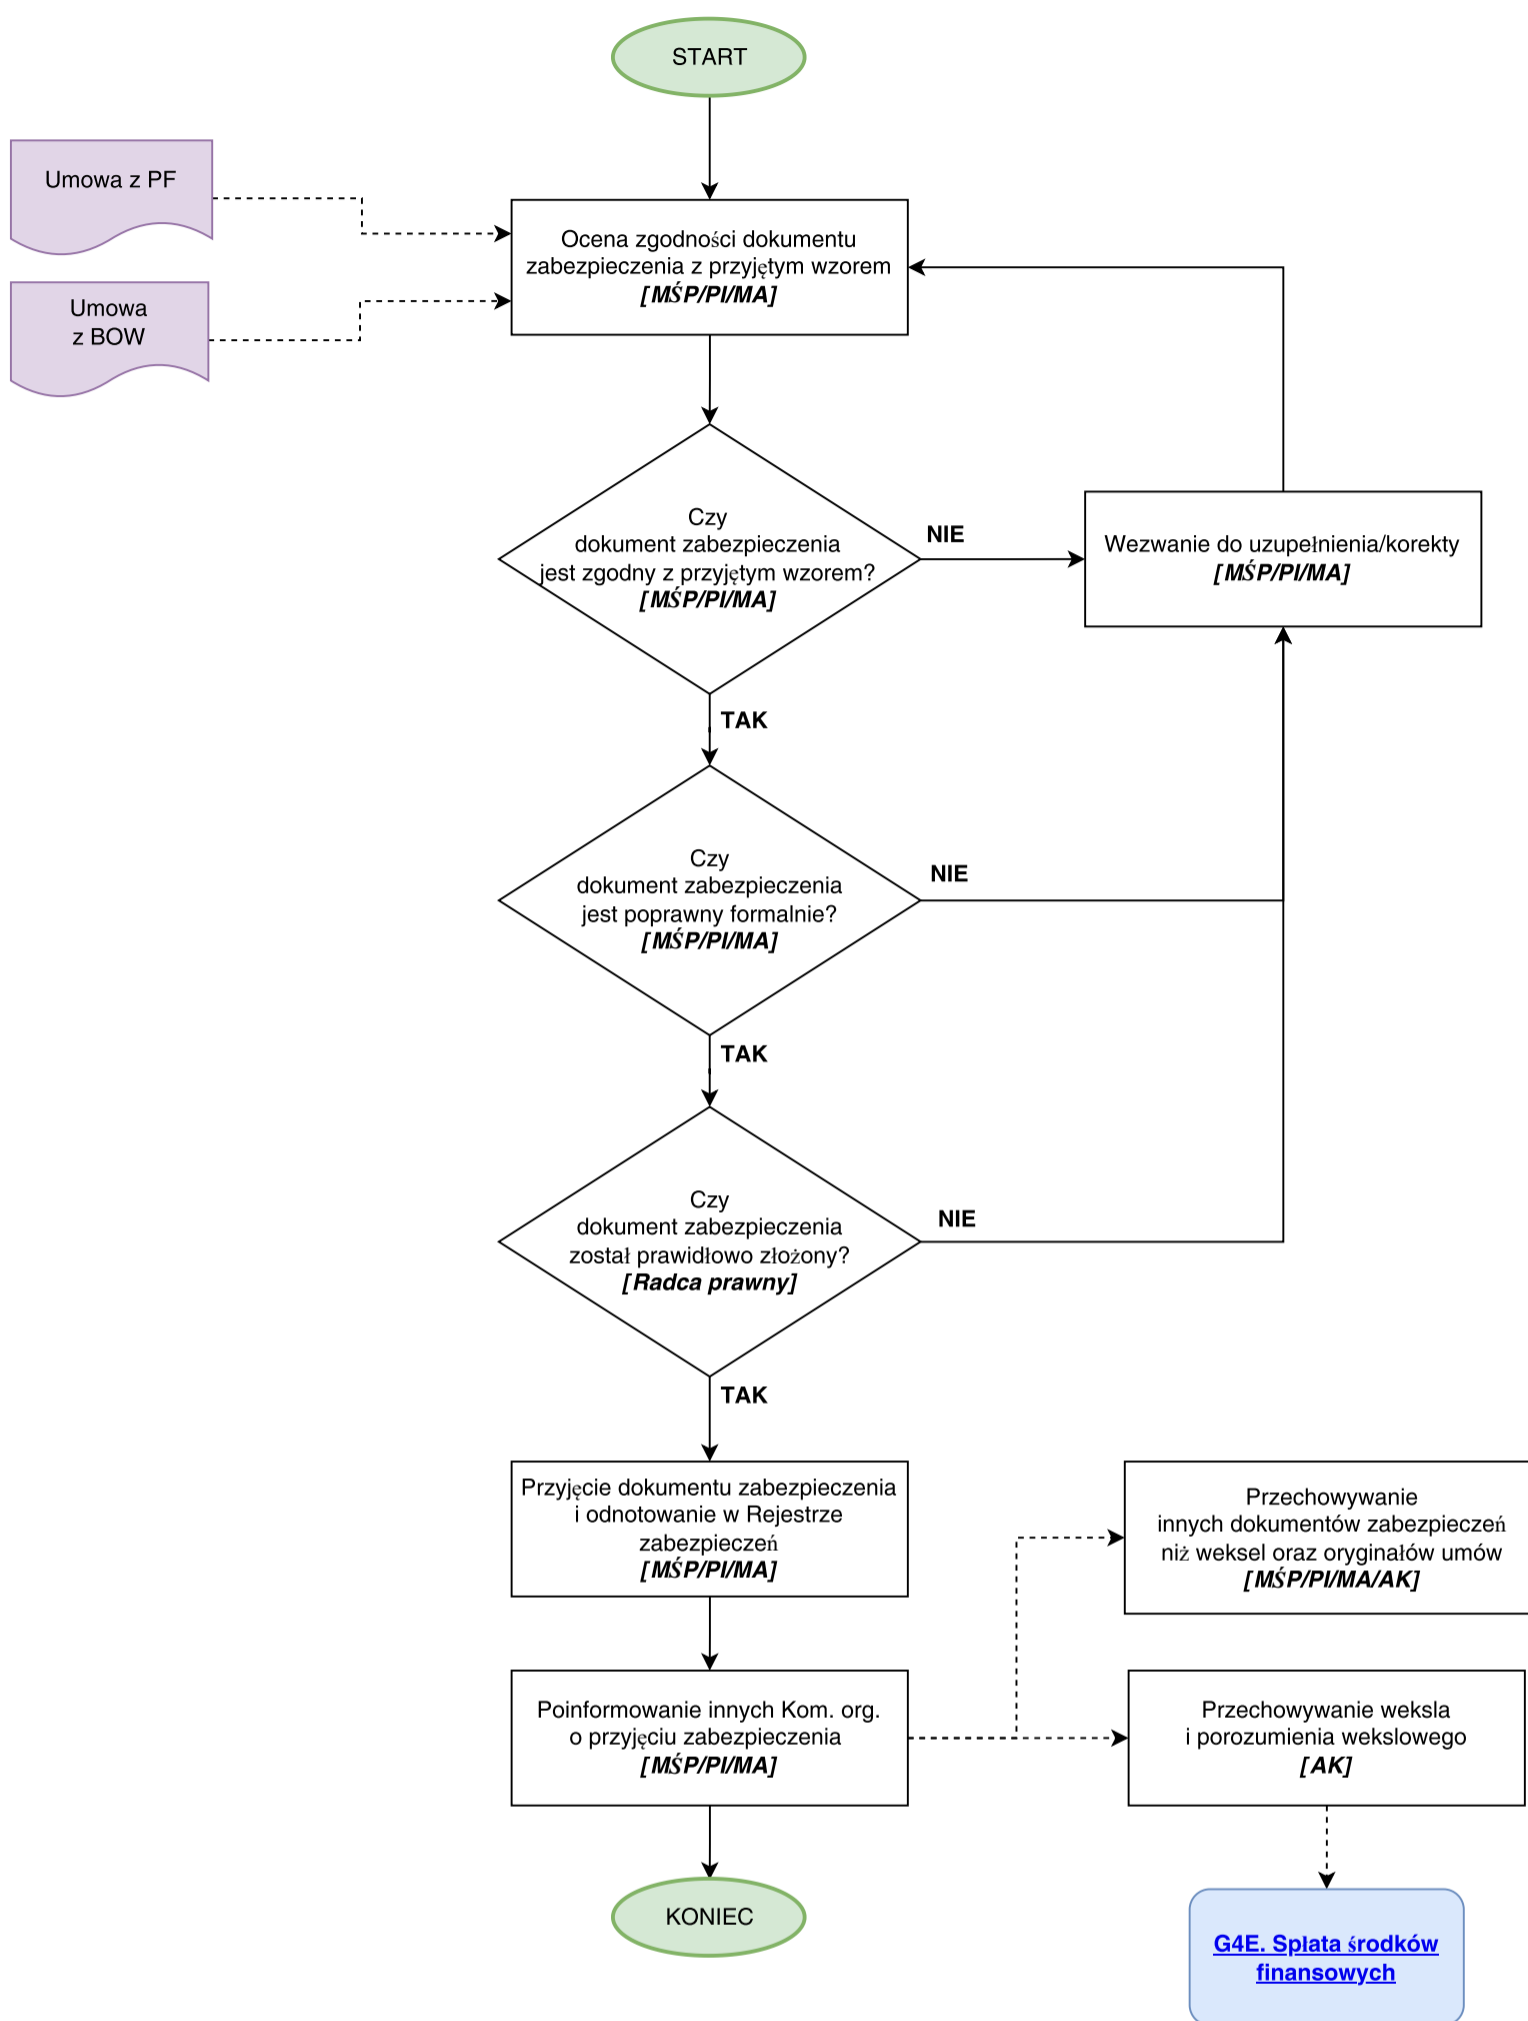 START
Umowa z PF
Umowa
z BOW
Ocena zgodności dokumentu
zabezpieczenia z przyjętym wzorem
[MŚP/PI/MA]
Czy
dokument zabezpieczenia
jest zgodny z przyjętym wzorem?
[MŚP/PI/MA]
NIE
Wezwanie do uzupełnienia/korekty
[MŚP/PI/MA]
TAK
Czy
dokument zabezpieczenia
jest poprawny formalnie?
[MŚP/PI/MA]
NIE
TAK
Czy
dokument zabezpieczenia
został prawidłowo złożony?
[Radca prawny]
NIE
TAK
Przyjęcie dokumentu zabezpieczenia
i odnotowanie w Rejestrze
zabezpieczeń
[MŚP/PI/MA]
Przechowywanie
innych dokumentów zabezpieczeń
niż weksel oraz oryginałów umów
[MŚP/PI/MA/AK]
Poinformowanie innych Kom. org.
o przyjęciu zabezpieczenia
[MŚP/PI/MA]
Przechowywanie weksla
i porozumienia wekslowego
[AK]
KONIEC
G4E. Spłata środków
finansowych